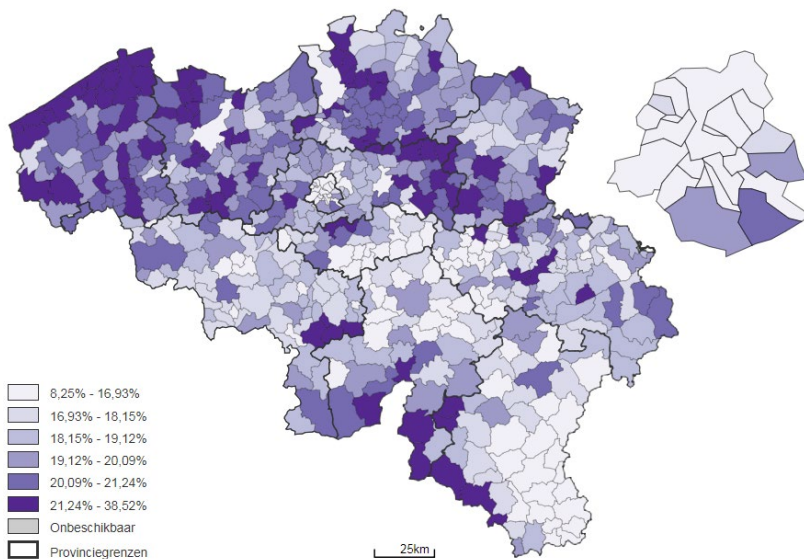 8,25% - 16,93%
16,93% - 18,15%
18,15% - 19,12%
19,12% - 20,09%
20,09% - 21,24%
21,24% - 38,52%
Onbeschikbaar
Provinciegrenzen
25km